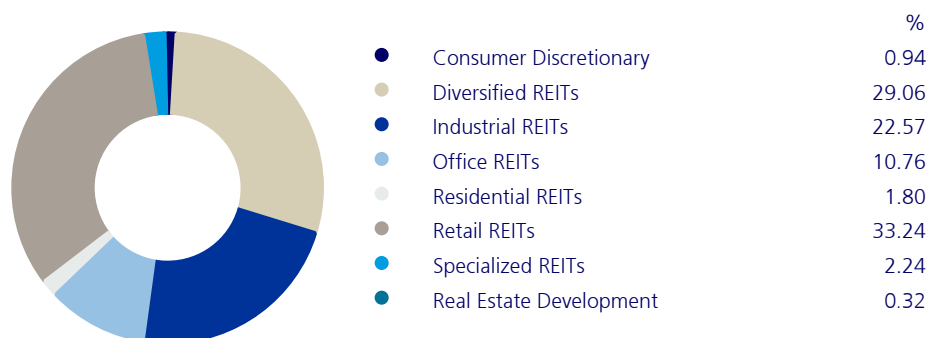 %
Consumer Discretionary 0.94
Diversified REITs 29.06
Industrial REITs 22.57
Office REITs 10.76
Residential REITs 1.80
Retail REITs 33.24
Specialized REITs 2.24
Real Estate Development 0.32